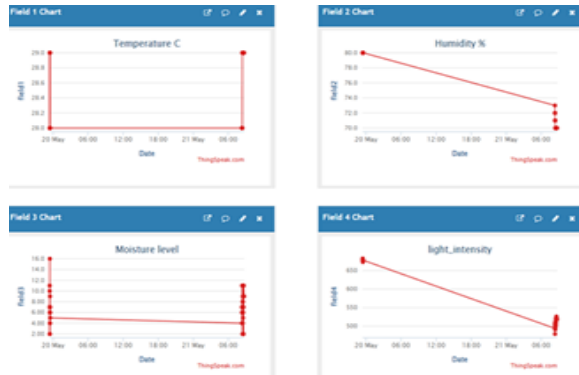 Field 1 Chart
Temperature C
29.0
28.8
28.6
28.4
28.2
28.0
field1
20 May 06:00 12:00 18:00 21 May 06:00
Date
ThingSpeak.com
Field 2 Chart
Humidity %
80.0
78.0
76.0
74.0
72.0
70.0
field2
20 May 06:00 12:00 18:00 21 May 06:00
Date
ThingSpeak.com
Field 3 Chart
Moisture level
16.0
14.0
12.0
10.0
8.00
6.00
4.00
2.00
field3
20 May 06:00 12:00 18:00 21 May 06:00
Date
ThingSpeak.com
Field 4 Chart
light_intensity
650
600
550
500
field4
20 May 06:00 12:00 18:00 21 May 06:00
Date
ThingSpeak.com